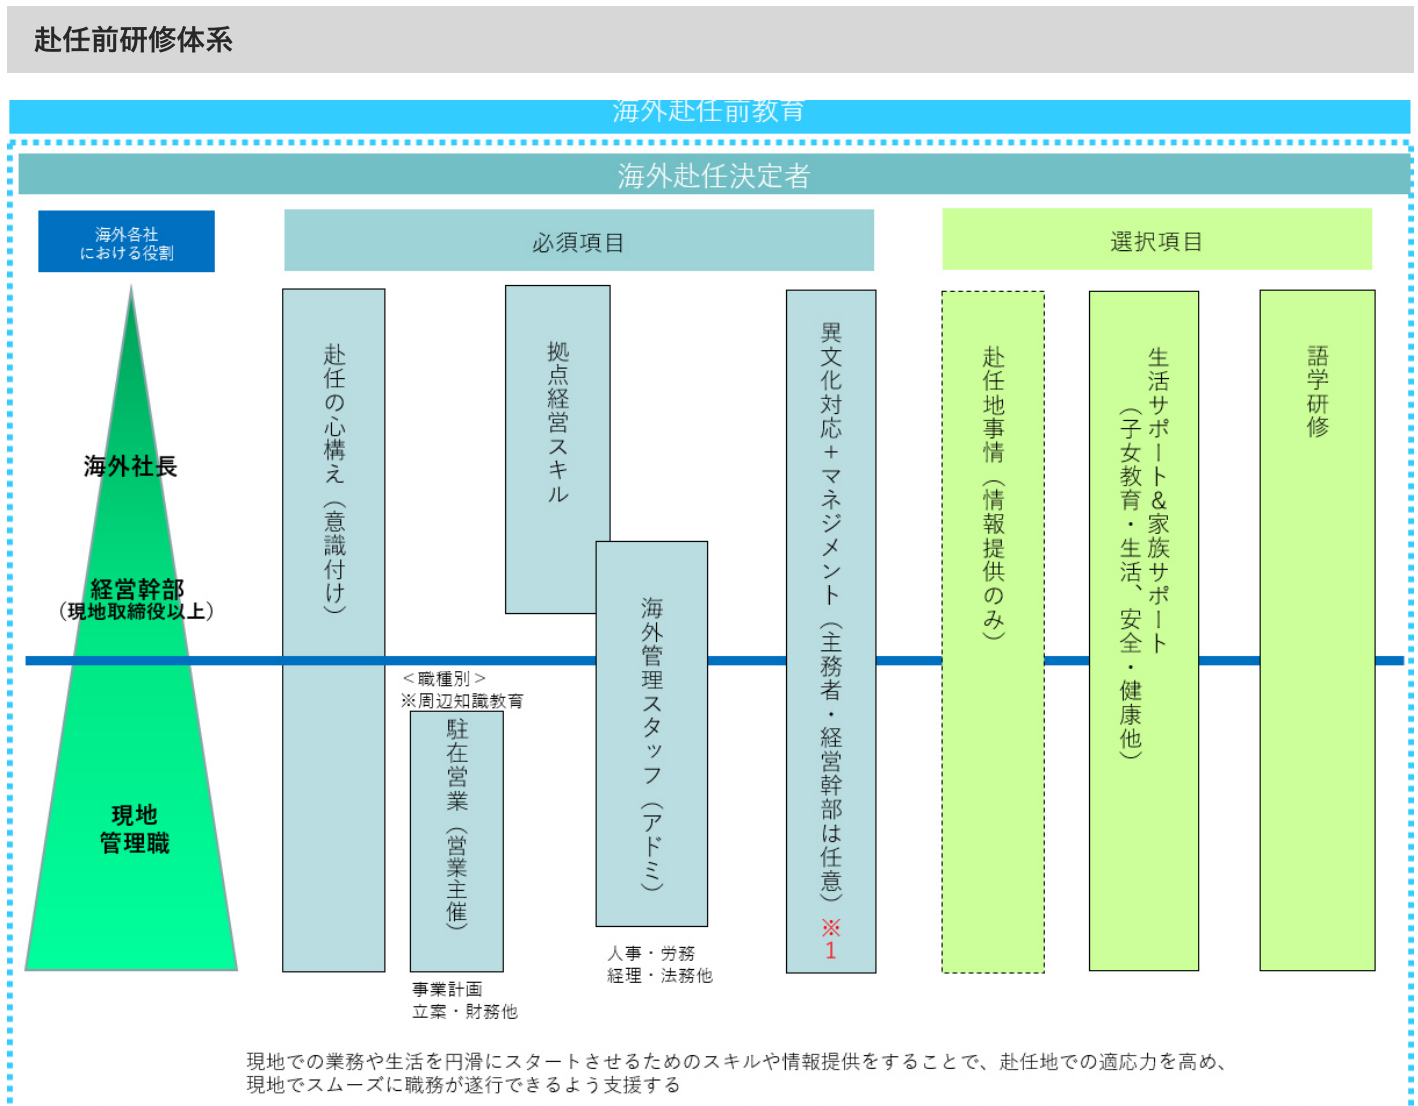 赴任前研修体系
海外赴任前教育
海外赴任決定者
海外各社
における役割
必須項目
選択項目
海外社長
経営幹部
（現地取締役以上）
現地
管理職
赴任の心構え（意識付け）
＜職種別＞
※周辺知識教育
駐在営業（営業主催）
事業計画
立案・財務他
拠点経営スキル
海外管理スタッフ（アドミ）
人事・労務
経理・法務他
異文化対応+マネジメント（主務者・経営幹部は任意）※1
赴任地事情（情報提供のみ）
生活サポート&家族サポート
（子女教育・生活、安全・健康他）
語学研修
現地での業務や生活を円滑にスタートさせるためのスキルや情報提供をすることで、赴任地での適応力を高め、
現地でスムーズに職務が遂行できるよう支援する